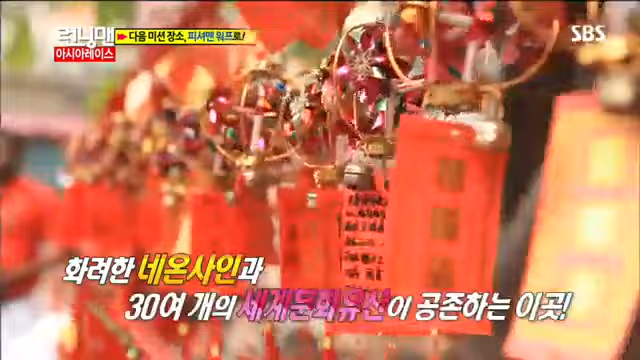 런닝맨
아시아레이스
다음 미션 장소, 피셔맨 워프로!
SBS
화려한 네온사인과
30여 개의 세계문화유산이 공존하는 이곳!